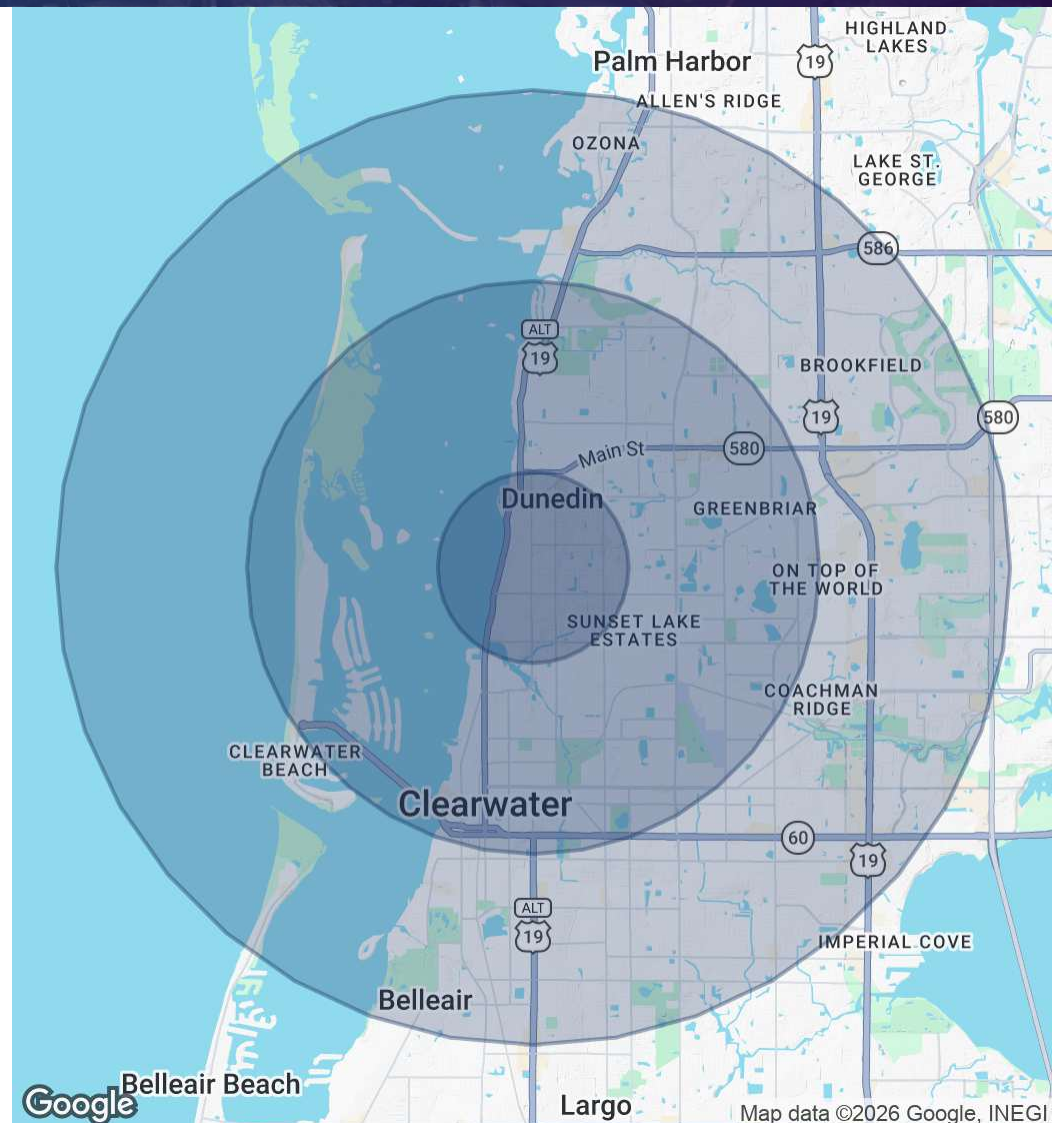 HIGHLAND
LAKES
Palm Harbor
19
ALLEN'S RIDGE
OZONA
LAKE ST.
GEORGE
586
ALT
19
BROOKFIELD
19
580
Main St
580
Dunedin
GREENBRIAR
ON TOP OF
THE WORLD
SUNSET LAKE
ESTATES
COACHMAN
RIDGE
CLEARWATER
BEACH
Clearwater
60
19
ALT
19
IMPERIAL COVE
Belleair
Belleair Beach
Google
Largo
Map data ©2026 Google, INEGI